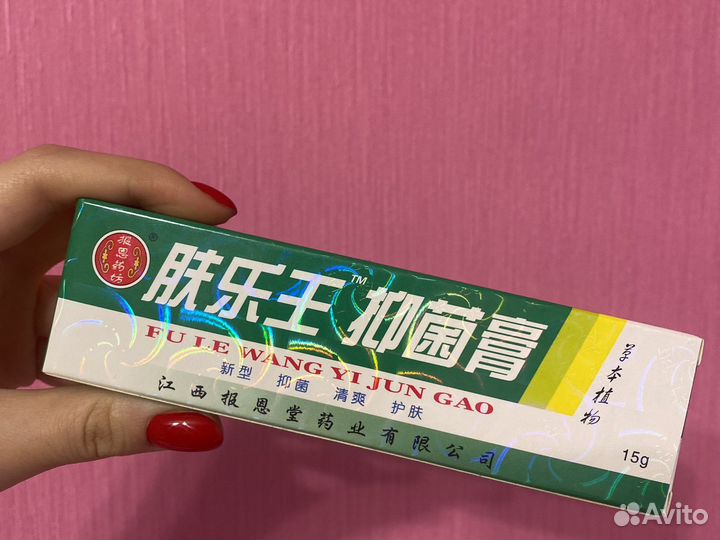 报恩药坊
®
肤乐王™抑菌膏
FU LE WANG YI JUN GAO
新型 抑菌 清爽 护肤
江西报恩堂药业有限公司
草本植物
15g
Avito